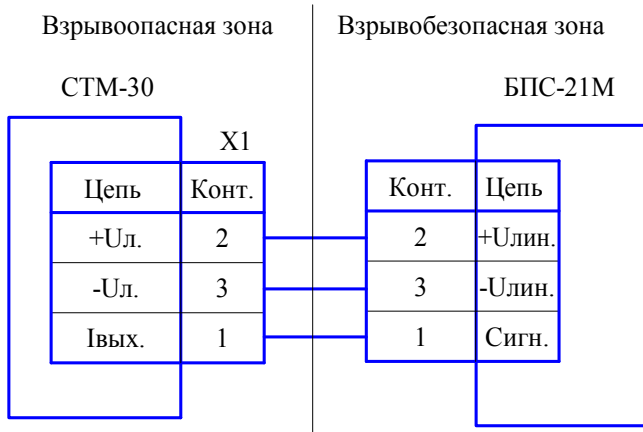 Взрывоопасная зона Взрывобезопасная зона
СТМ-30 БПС-21М
X1
Цепь Конт. Конт. Цепь
+Uл. 2 2 +Uлин.
-Uл. 3 3 -Uлин.
Iвых. 1 1 Сигн.